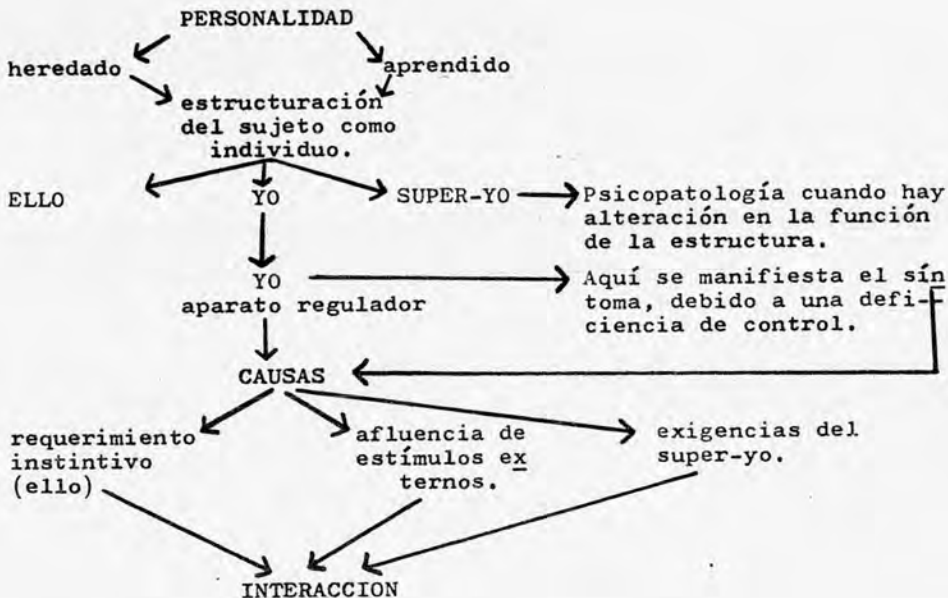 PERSONALIDAD
heredado
aprendido
estructuración
del sujeto como
individuo.
ELLO
YO
SUPER-YO
Psicopatología cuando hay
alteración en la función
de la estructura.
YO
aparato regulador
Aquí se manifiesta el sín
toma, debido a una defi-
ciencia de control.
CAUSAS
requerimiento
instintivo
(ello)
afluencia de
estímulos ex
ternos.
exigencias del
super-yo.
INTERACCION